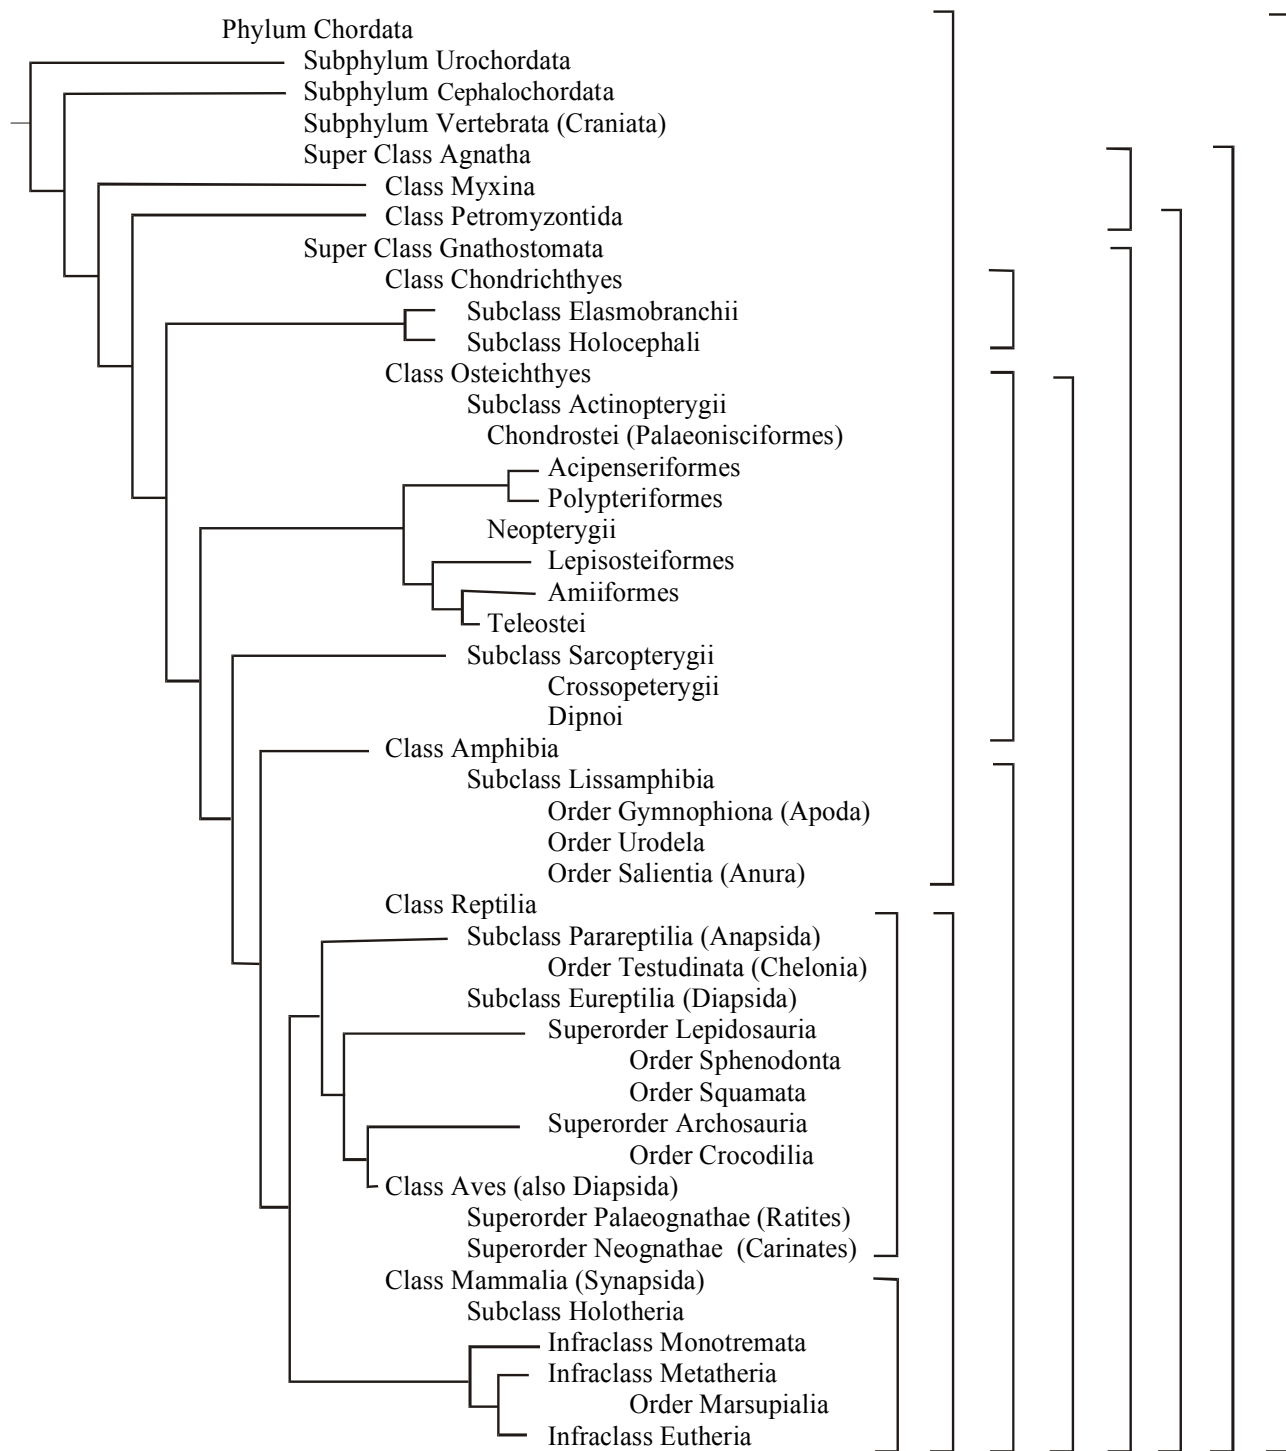 Phylum Chordata
Subphylum Urochordata
Subphylum Cephalochordata
Subphylum Vertebrata (Craniata)
Super Class Agnatha
Class Myxina
Class Petromyzontida
Super Class Gnathostomata
Class Chondrichthyes
Subclass Elasmobranchii
Subclass Holocephali
Class Osteichthyes
Subclass Actinopterygii
Chondrostei (Palaeonisciformes)
Acipenseriformes
Polypteriformes
Neopterygii
Lepisosteiformes
Amiiformes
Teleostei
Subclass Sarcopterygii
Crossopeterygii
Dipnoi
Class Amphibia
Subclass Lissamphibia
Order Gymnophiona (Apoda)
Order Urodela
Order Salientia (Anura)
Class Reptilia
Subclass Parareptilia (Anapsida)
Order Testudinata (Chelonia)
Subclass Eureptilia (Diapsida)
Superorder Lepidosauria
Order Sphenodonta
Order Squamata
Superorder Archosauria
Order Crocodilia
Class Aves (also Diapsida)
Superorder Palaeognathae (Ratites)
Superorder Neognathae (Carinates)
Class Mammalia (Synapsida)
Subclass Holotheria
Infraclass Monotremata
Infraclass Metatheria
Order Marsupialia
Infraclass Eutheria